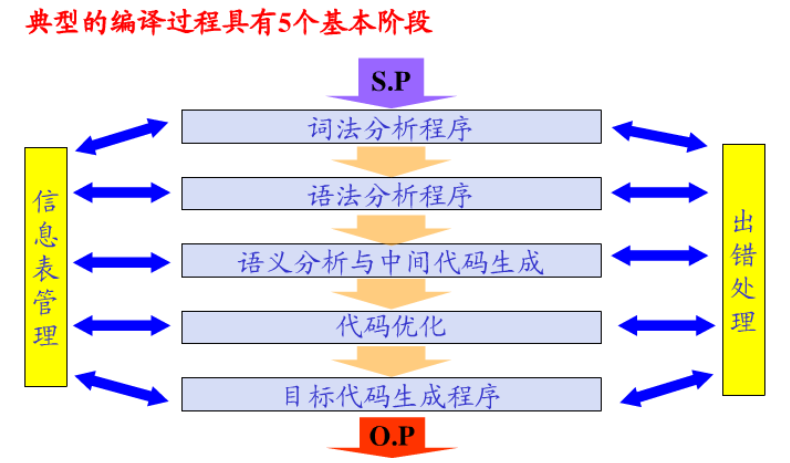 典型的编译过程具有5个基本阶段
S.P
词法分析程序
语法分析程序
语义分析与中间代码生成
代码优化
目标代码生成程序
O.P
信息表管理
出错处理